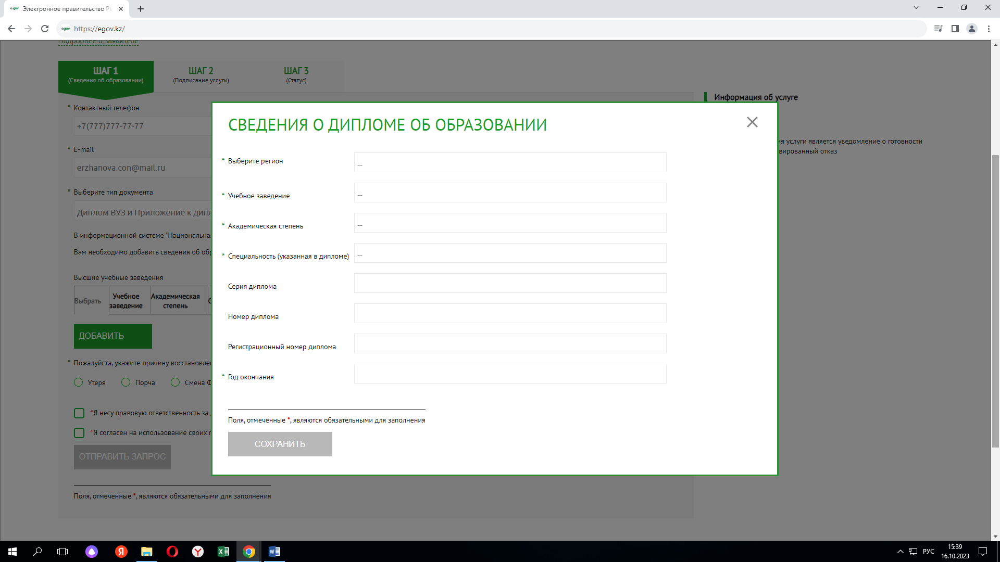 Электронное правительство Ре
https://egov.kz/
Подробнее о заявителе
ШАГ 1
(Сведения об образовании)
ШАГ 2
(Подписание услуги)
ШАГ 3
(Статус)
Информация об услуге
ия услуги является уведомление о готовности
вированный отказ
* Контактный телефон
+7(777)777-77-77
* E-mail
erzhanova.con@mail.ru
* Выберите тип документа
Диплом ВУЗ и Приложение к дипл
В информационной системе "Национальна
Вам необходимо добавить сведения об обр
Высшие учебные заведения
Выбрать
Учебное
заведение
Академическая
степень
ДОБАВИТЬ
* Пожалуйста, укажите причину восстановле
Утеря
Порча
Смена Ф
*Я несу правовую ответственность за
*Я согласен на использование своих п
ОТПРАВИТЬ ЗАПРОС
Поля, отмеченные *, являются обязательными для заполнения
СВЕДЕНИЯ О ДИПЛОМЕ ОБ ОБРАЗОВАНИИ
* Выберите регион
--
* Учебное заведение
--
* Академическая степень
--
* Специальность (указанная в дипломе)
--
Серия диплома
Номер диплома
Регистрационный номер диплома
* Год окончания
Поля, отмеченные *, являются обязательными для заполнения
СОХРАНИТЬ
РУС
15:39
16.10.2023